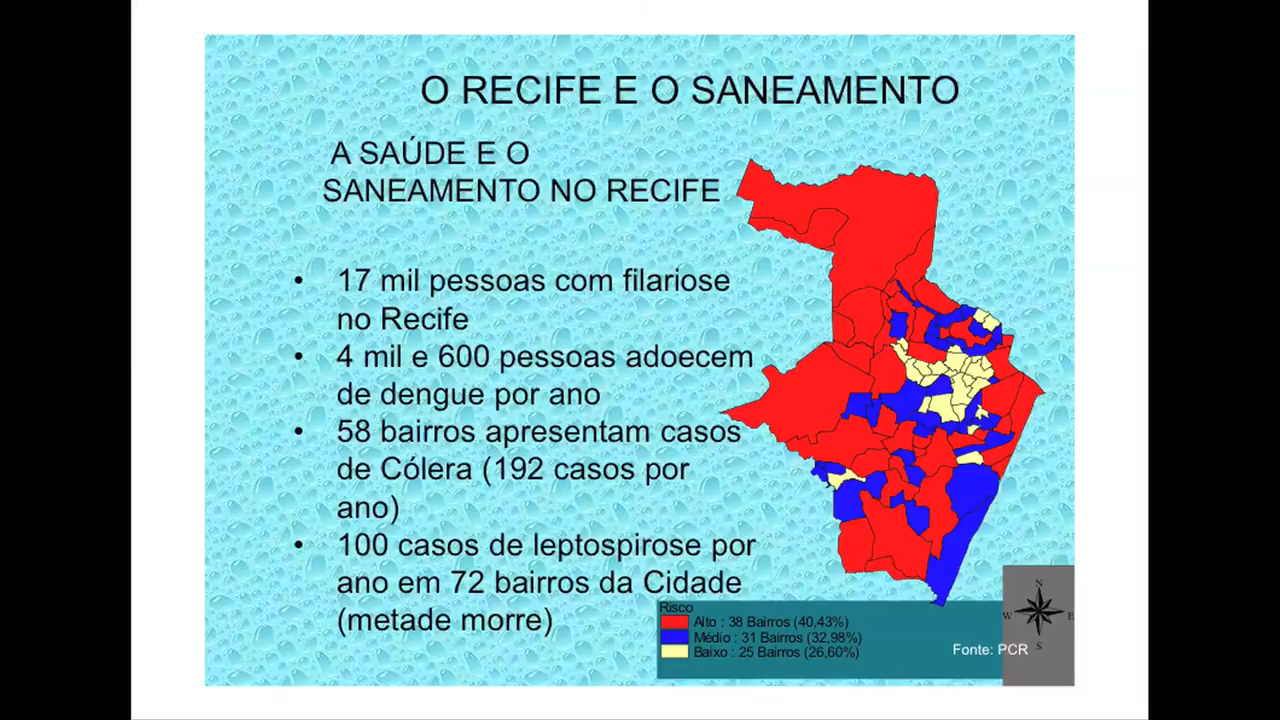 O RECIFE E O SANEAMENTO
A SAÚDE E O
SANEAMENTO NO RECIFE
• 17 mil pessoas com filariose
no Recife
• 4 mil e 600 pessoas adoecem
de dengue por ano
• 58 bairros apresentam casos
de Cólera (192 casos por
ano)
• 100 casos de leptospirose por
ano em 72 bairros da Cidade
(metade morre)
Risco
Alto : 38 Bairros (40,43%)
Médio : 31 Bairros (32,98%)
Baixo : 25 Bairros (26,60%)
N
W
E
S
Fonte: PCR